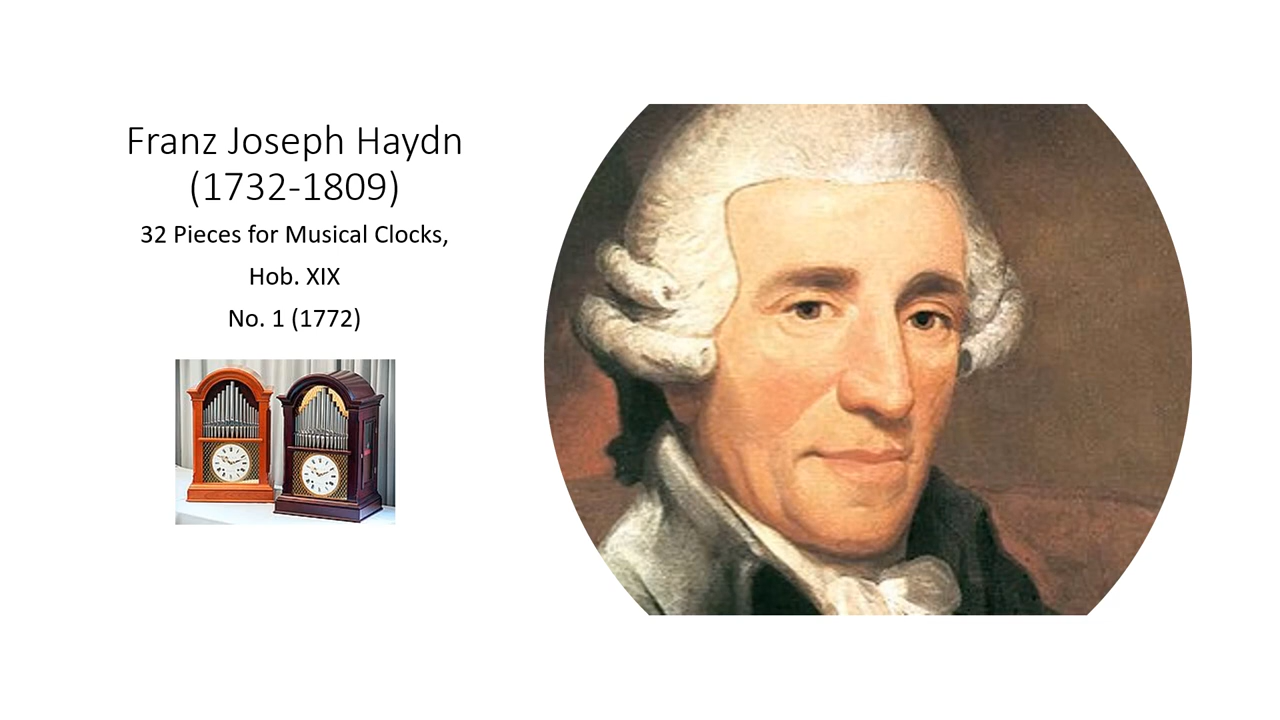 Franz Joseph Haydn
(1732-1809)
32 Pieces for Musical Clocks,
Hob. XIX
No. 1 (1772)